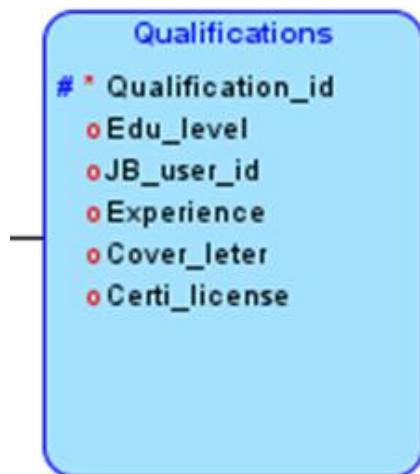 Qualifications
# * Qualification_id
o Edu_level
o JB_user_id
o Experience
o Cover_leter
o Certi_license